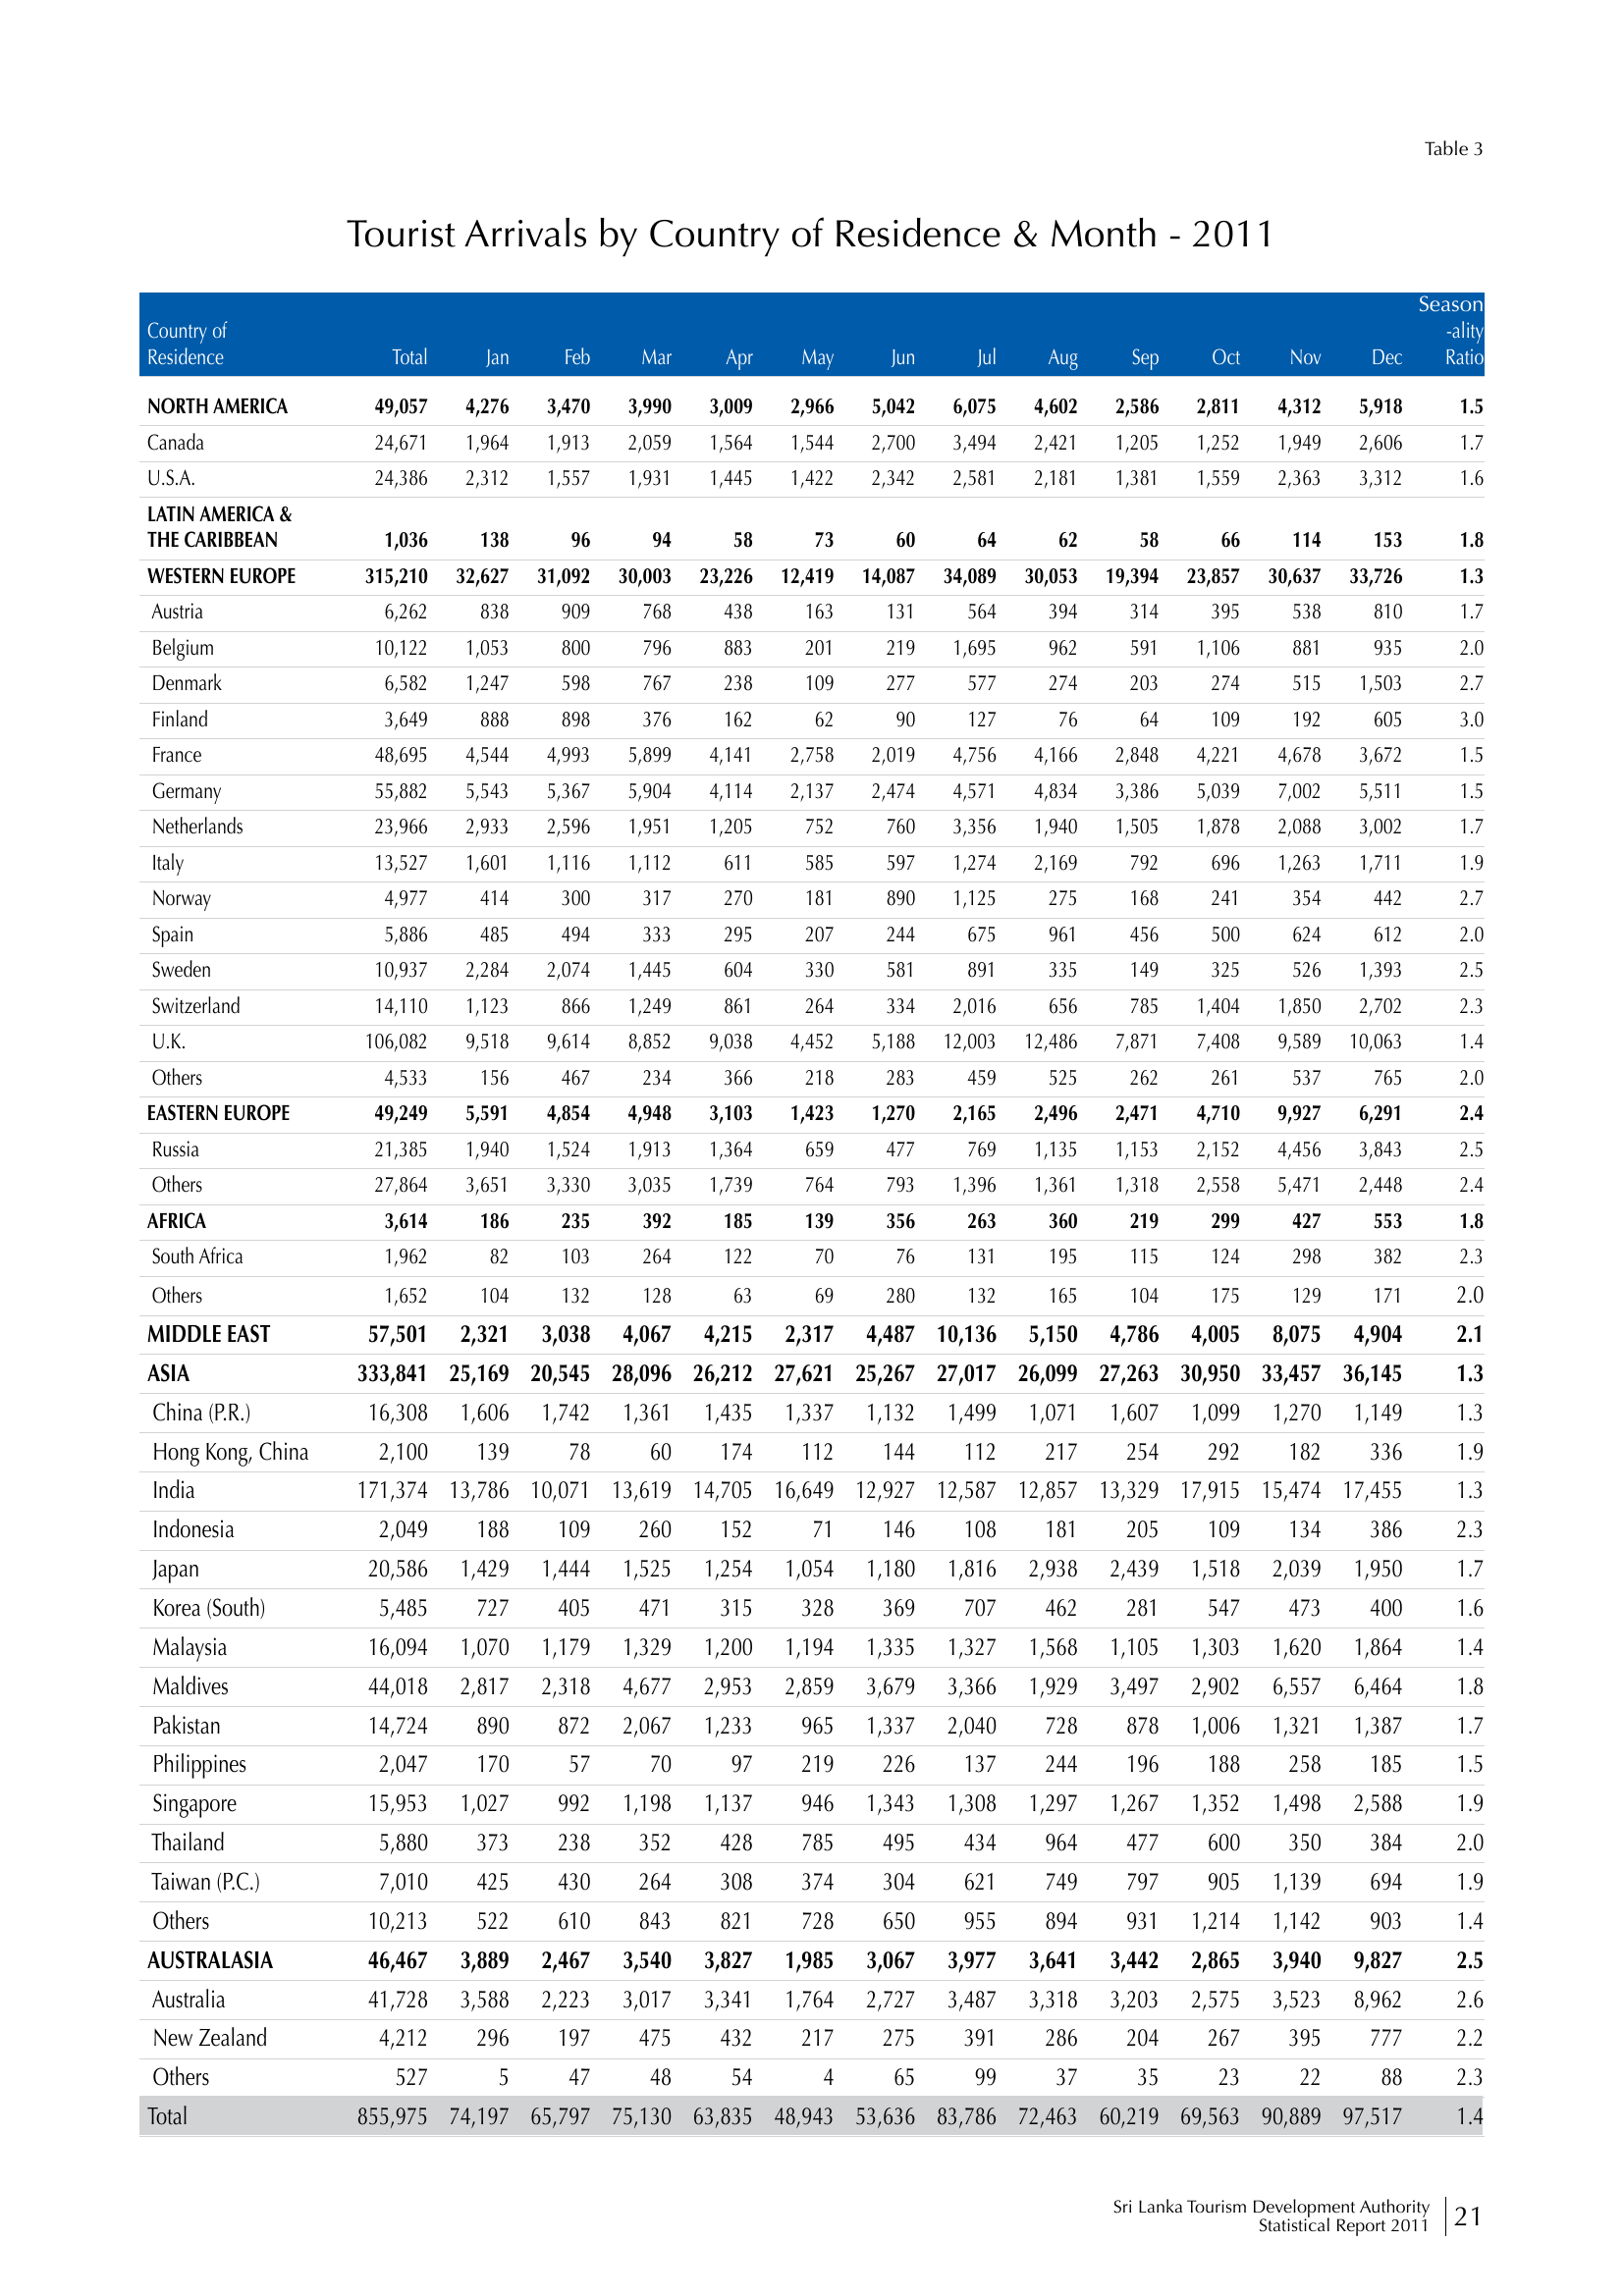 Table 3
Tourist Arrivals by Country of Residence & Month - 2011
Season
Country of -ality
Residence Total Jan Feb Mar Apr May Jun Jul Aug Sep Oct Nov Dec Ratio
NORTH AMERICA 49,057 4,276 3,470 3,990 3,009 2,966 5,042 6,075 4,602 2,586 2,811 4,312 5,918 1.5
Canada 24,671 1,964 1,913 2,059 1,564 1,544 2,700 3,494 2,421 1,205 1,252 1,949 2,606 1.7
U.S.A. 24,386 2,312 1,557 1,931 1,445 1,422 2,342 2,581 2,181 1,381 1,559 2,363 3,312 1.6
LATIN AMERICA &
THE CARIBBEAN 1,036 138 96 94 58 73 60 64 62 58 66 114 153 1.8
WESTERN EUROPE 315,210 32,627 31,092 30,003 23,226 12,419 14,087 34,089 30,053 19,394 23,857 30,637 33,726 1.3
Austria 6,262 838 909 768 438 163 131 564 394 314 395 538 810 1.7
Belgium 10,122 1,053 800 796 883 201 219 1,695 962 591 1,106 881 935 2.0
Denmark 6,582 1,247 598 767 238 109 277 577 274 203 274 515 1,503 2.7
Finland 3,649 888 898 376 162 62 90 127 76 64 109 192 605 3.0
France 48,695 4,544 4,993 5,899 4,141 2,758 2,019 4,756 4,166 2,848 4,221 4,678 3,672 1.5
Germany 55,882 5,543 5,367 5,904 4,114 2,137 2,474 4,571 4,834 3,386 5,039 7,002 5,511 1.5
Netherlands 23,966 2,933 2,596 1,951 1,205 752 760 3,356 1,940 1,505 1,878 2,088 3,002 1.7
Italy 13,527 1,601 1,116 1,112 611 585 597 1,274 2,169 792 696 1,263 1,711 1.9
Norway 4,977 414 300 317 270 181 890 1,125 275 168 241 354 442 2.7
Spain 5,886 485 494 333 295 207 244 675 961 456 500 624 612 2.0
Sweden 10,937 2,284 2,074 1,445 604 330 581 891 335 149 325 526 1,393 2.5
Switzerland 14,110 1,123 866 1,249 861 264 334 2,016 656 785 1,404 1,850 2,702 2.3
U.K. 106,082 9,518 9,614 8,852 9,038 4,452 5,188 12,003 12,486 7,871 7,408 9,589 10,063 1.4
Others 4,533 156 467 234 366 218 283 459 525 262 261 537 765 2.0
EASTERN EUROPE 49,249 5,591 4,854 4,948 3,103 1,423 1,270 2,165 2,496 2,471 4,710 9,927 6,291 2.4
Russia 21,385 1,940 1,524 1,913 1,364 659 477 769 1,135 1,153 2,152 4,456 3,843 2.5
Others 27,864 3,651 3,330 3,035 1,739 764 793 1,396 1,361 1,318 2,558 5,471 2,448 2.4
AFRICA 3,614 186 235 392 185 139 356 263 360 219 299 427 553 1.8
South Africa 1,962 82 103 264 122 70 76 131 195 115 124 298 382 2.3
Others 1,652 104 132 128 63 69 280 132 165 104 175 129 171 2.0
MIDDLE EAST 57,501 2,321 3,038 4,067 4,215 2,317 4,487 10,136 5,150 4,786 4,005 8,075 4,904 2.1
ASIA 333,841 25,169 20,545 28,096 26,212 27,621 25,267 27,017 26,099 27,263 30,950 33,457 36,145 1.3
China (P.R.) 16,308 1,606 1,742 1,361 1,435 1,337 1,132 1,499 1,071 1,607 1,099 1,270 1,149 1.3
Hong Kong, China 2,100 139 78 60 174 112 144 112 217 254 292 182 336 1.9
India 171,374 13,786 10,071 13,619 14,705 16,649 12,927 12,587 12,857 13,329 17,915 15,474 17,455 1.3
Indonesia 2,049 188 109 260 152 71 146 108 181 205 109 134 386 2.3
Japan 20,586 1,429 1,444 1,525 1,254 1,054 1,180 1,816 2,938 2,439 1,518 2,039 1,950 1.7
Korea (South) 5,485 727 405 471 315 328 369 707 462 281 547 473 400 1.6
Malaysia 16,094 1,070 1,179 1,329 1,200 1,194 1,335 1,327 1,568 1,105 1,303 1,620 1,864 1.4
Maldives 44,018 2,817 2,318 4,677 2,953 2,859 3,679 3,366 1,929 3,497 2,902 6,557 6,464 1.8
Pakistan 14,724 890 872 2,067 1,233 965 1,337 2,040 728 878 1,006 1,321 1,387 1.7
Philippines 2,047 170 57 70 97 219 226 137 244 196 188 258 185 1.5
Singapore 15,953 1,027 992 1,198 1,137 946 1,343 1,308 1,297 1,267 1,352 1,498 2,588 1.9
Thailand 5,880 373 238 352 428 785 495 434 964 477 600 350 384 2.0
Taiwan (P.C.) 7,010 425 430 264 308 374 304 621 749 797 905 1,139 694 1.9
Others 10,213 522 610 843 821 728 650 955 894 931 1,214 1,142 903 1.4
AUSTRALASIA 46,467 3,889 2,467 3,540 3,827 1,985 3,067 3,977 3,641 3,442 2,865 3,940 9,827 2.5
Australia 41,728 3,588 2,223 3,017 3,341 1,764 2,727 3,487 3,318 3,203 2,575 3,523 8,962 2.6
New Zealand 4,212 296 197 475 432 217 275 391 286 204 267 395 777 2.2
Others 527 5 47 48 54 4 65 99 37 35 23 22 88 2.3
Total 855,975 74,197 65,797 75,130 63,835 48,943 53,636 83,786 72,463 60,219 69,563 90,889 97,517 1.4
Sri Lanka Tourism Development Authority
Statistical Report 2011 21